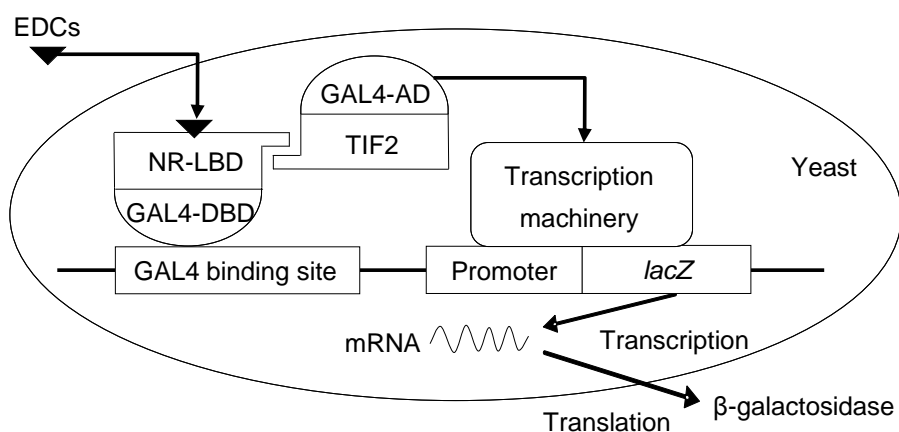 EDCs
GAL4-AD
TIF2
NR-LBD
GAL4-DBD
Yeast
Transcription
machinery
GAL4 binding site
Promoter
lacZ
mRNA
Transcription
Translation
β-galactosidase